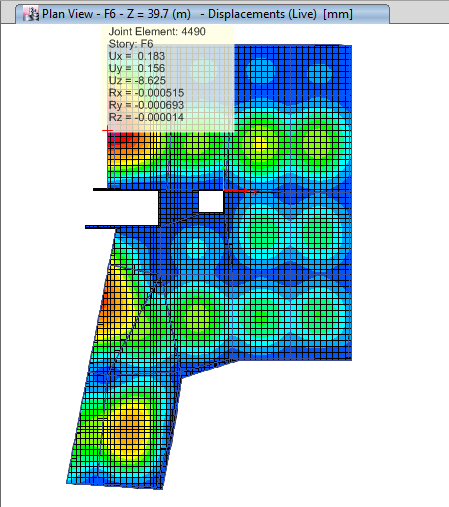 Plan View - F6 - Z = 39.7 (m) - Displacements (Live) [mm]
Joint Element: 4490
Story: F6
Ux = 0.183
Uy = 0.156
Uz = -8.625
Rx = -0.000515
Ry = -0.000693
Rz = -0.000014